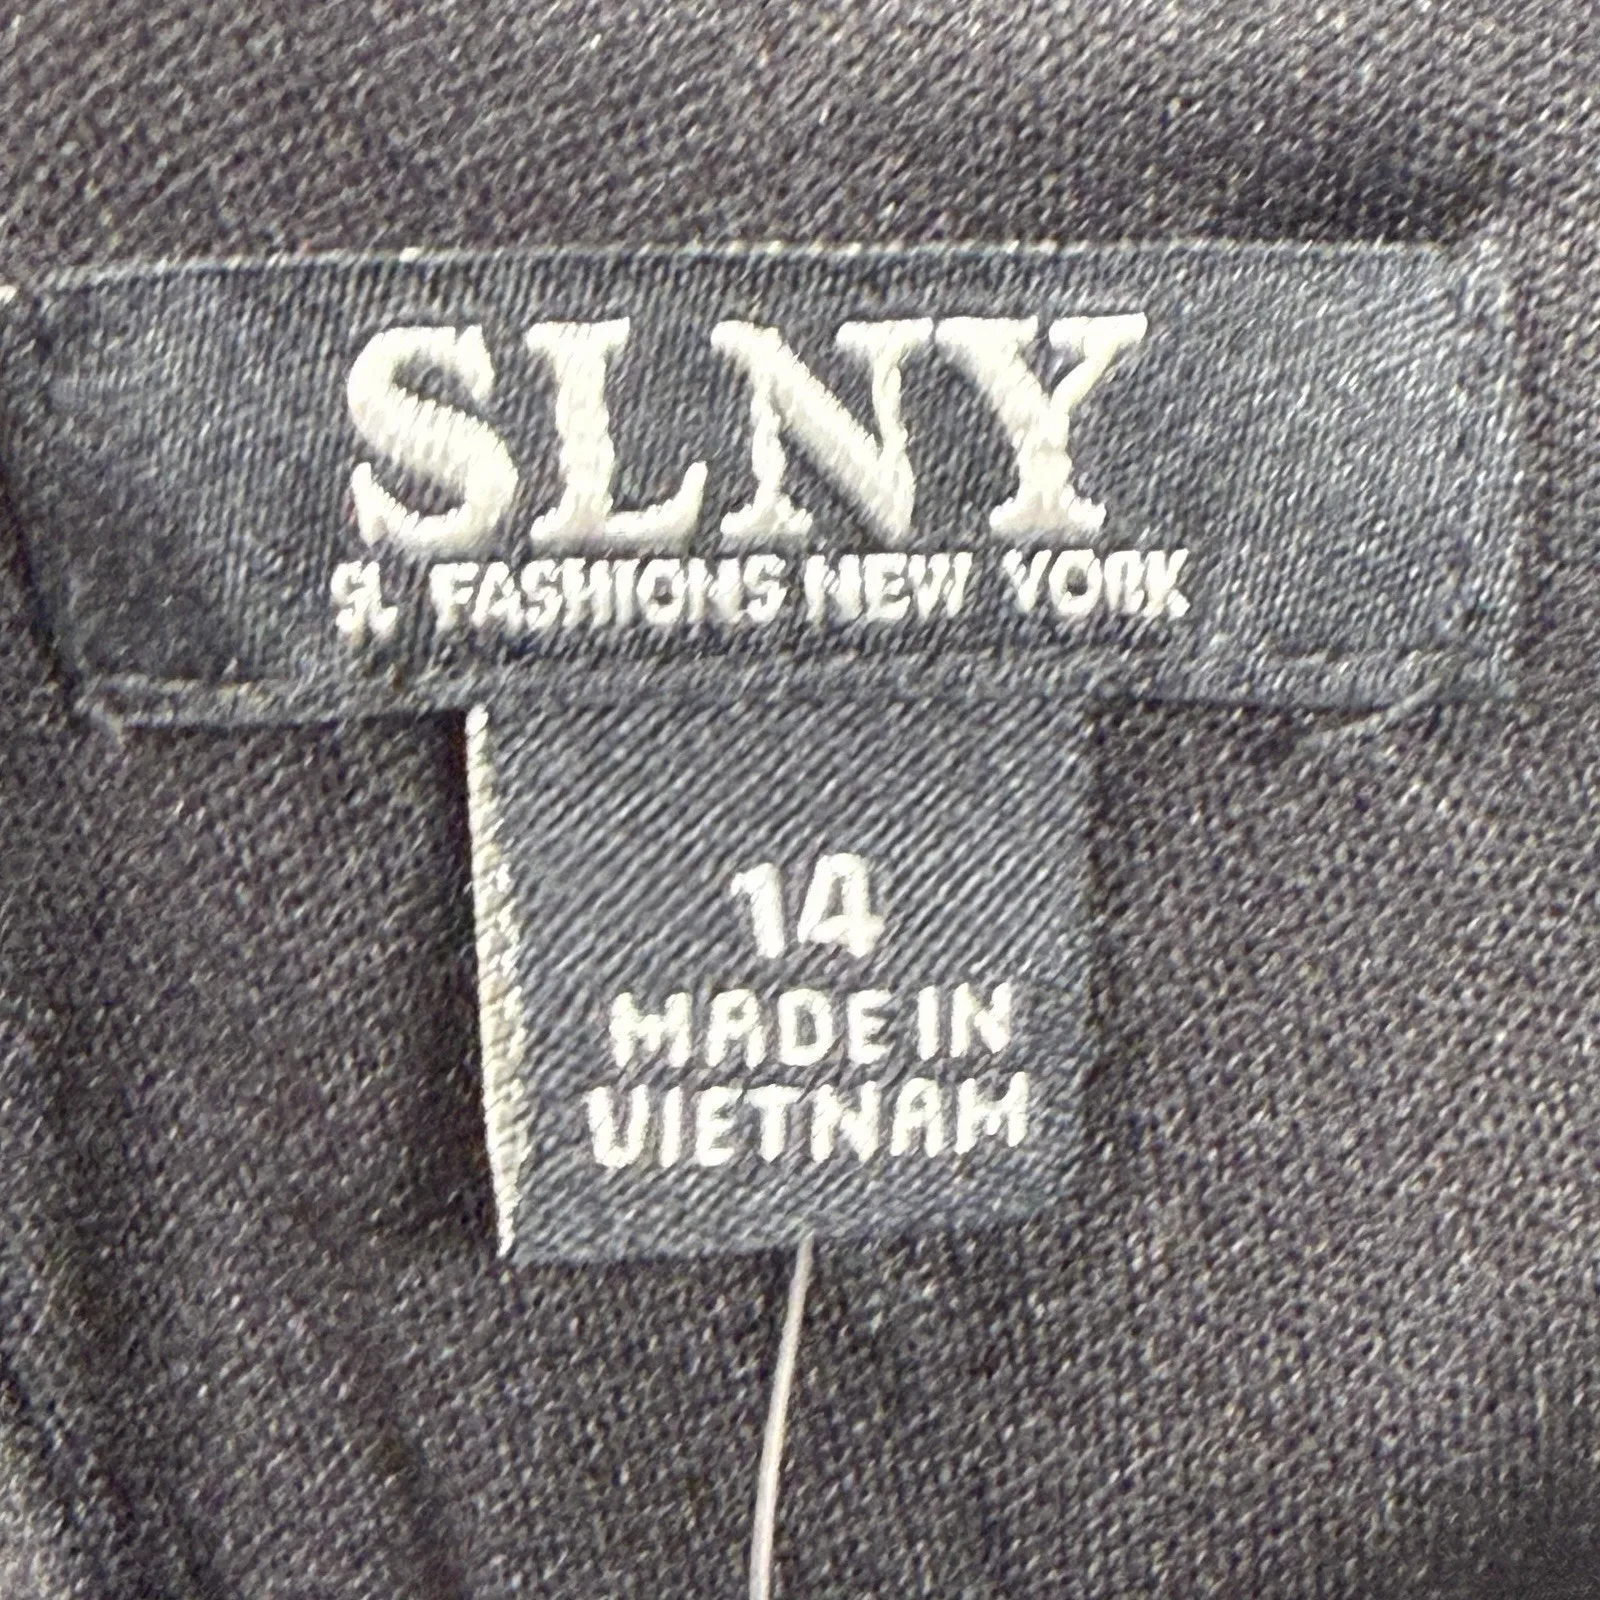 SLNY
SL FASHIONS NEW YORK
14
MADE IN
VIETNAM